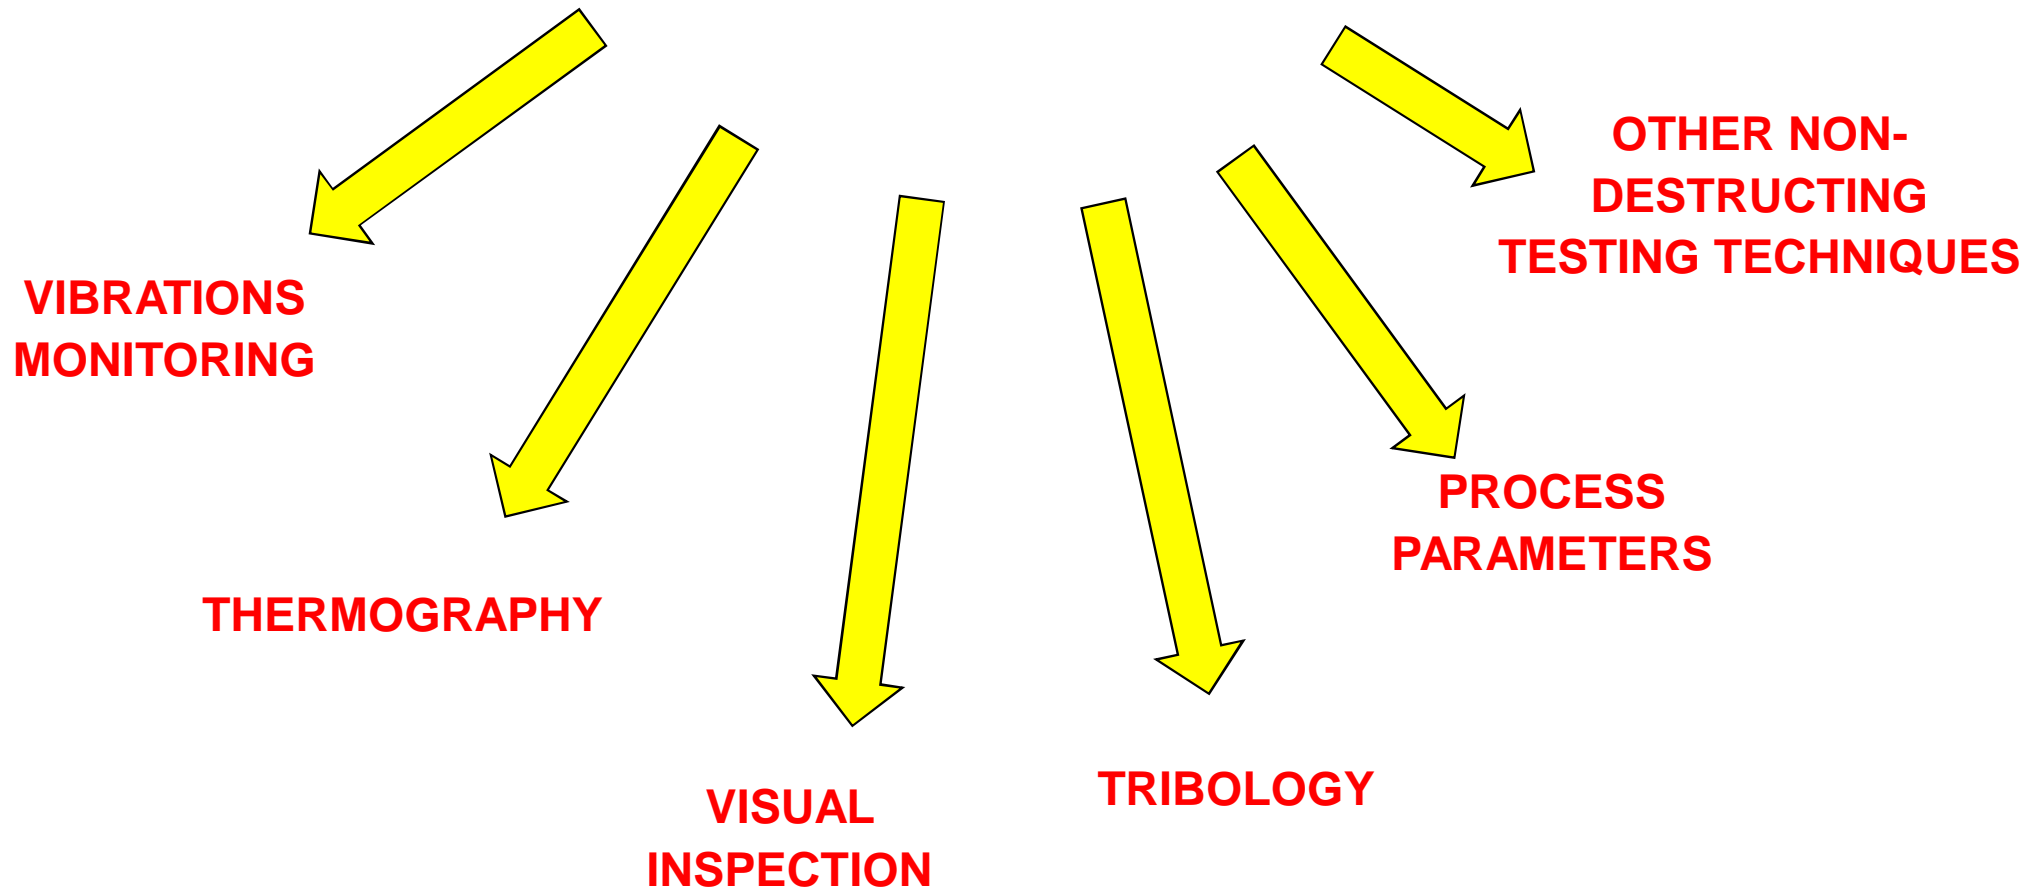 VIBRATIONS
MONITORING
THERMOGRAPHY
VISUAL
INSPECTION
TRIBOLOGY
PROCESS
PARAMETERS
OTHER NON-
DESTRUCTING
TESTING TECHNIQUES